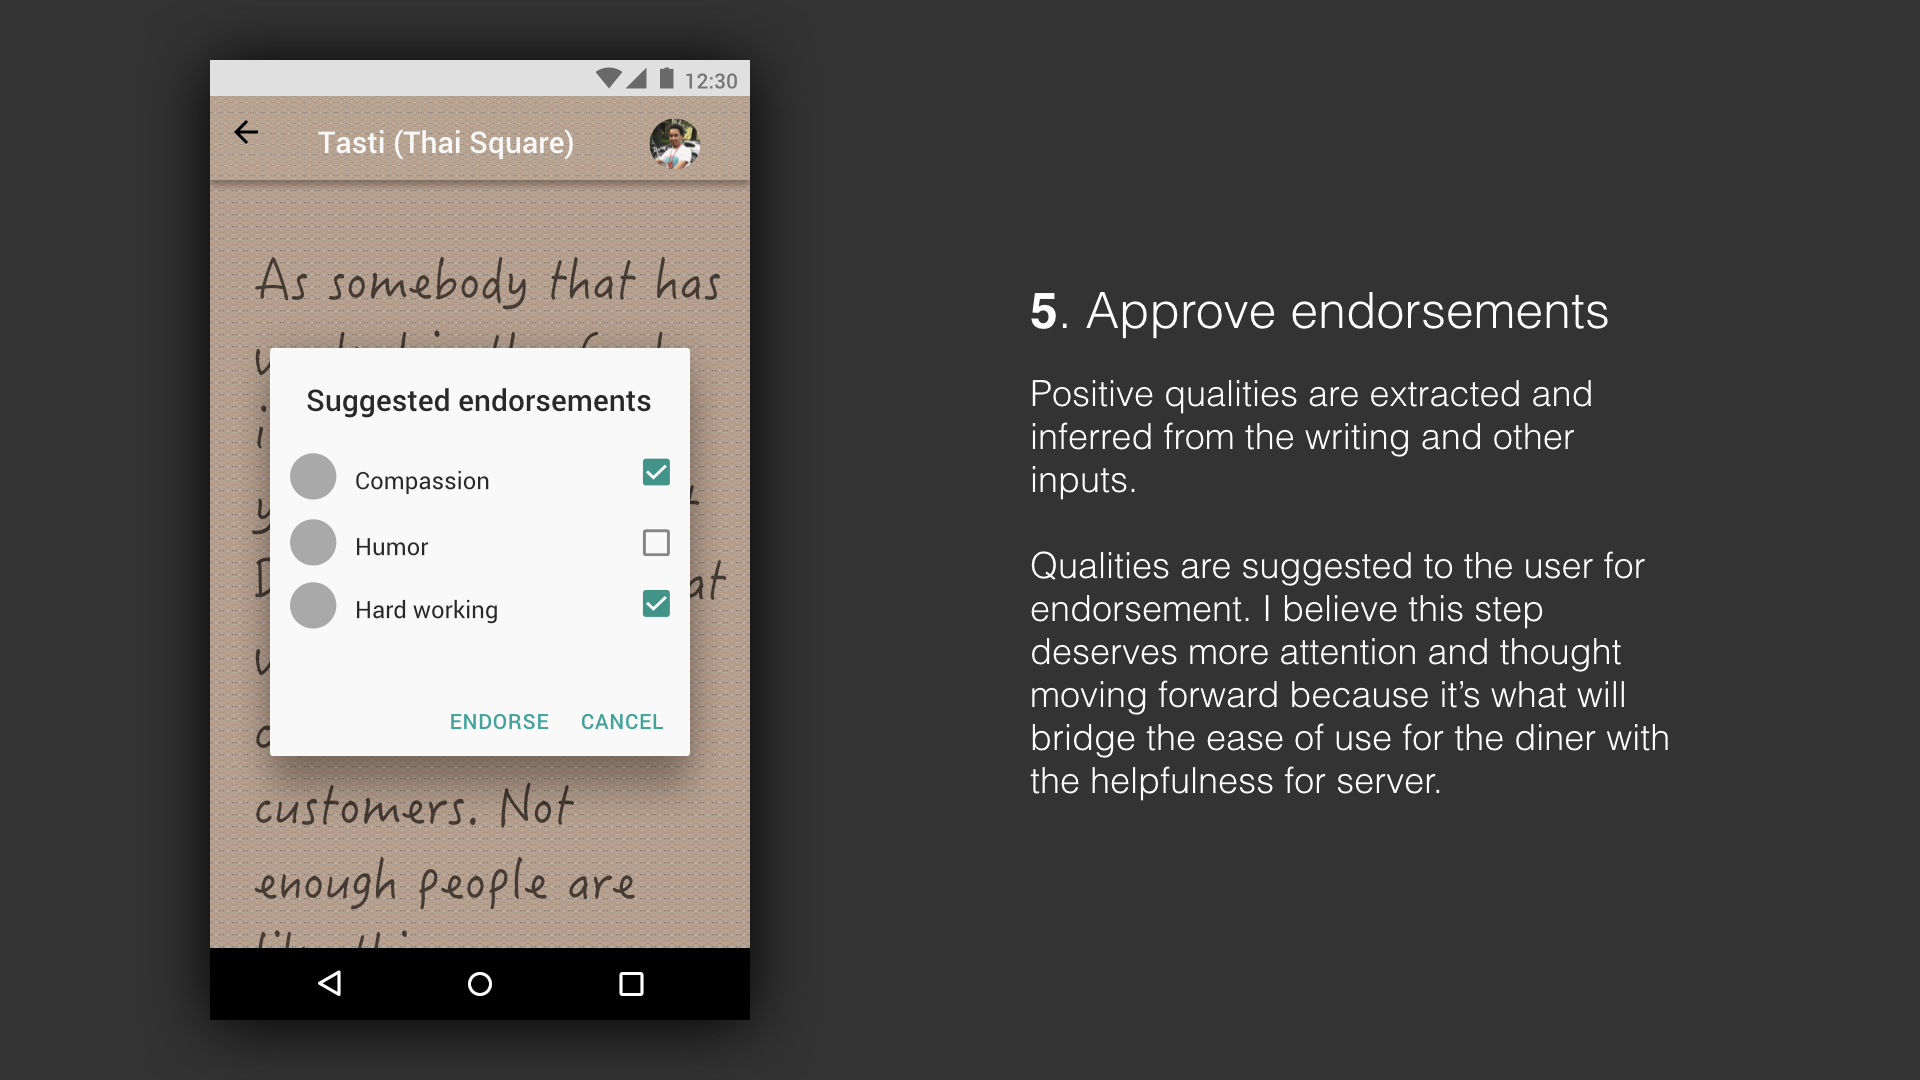 12:30
Tasti (Thai Square)
As somebody that has
Suggested endorsements
Compassion
Humor
Hard working
ENDORSE CANCEL
customers. Not
enough people are
5. Approve endorsements
Positive qualities are extracted and
inferred from the writing and other
inputs.
Qualities are suggested to the user for
endorsement. I believe this step
deserves more attention and thought
moving forward because it’s what will
bridge the ease of use for the diner with
the helpfulness for server.